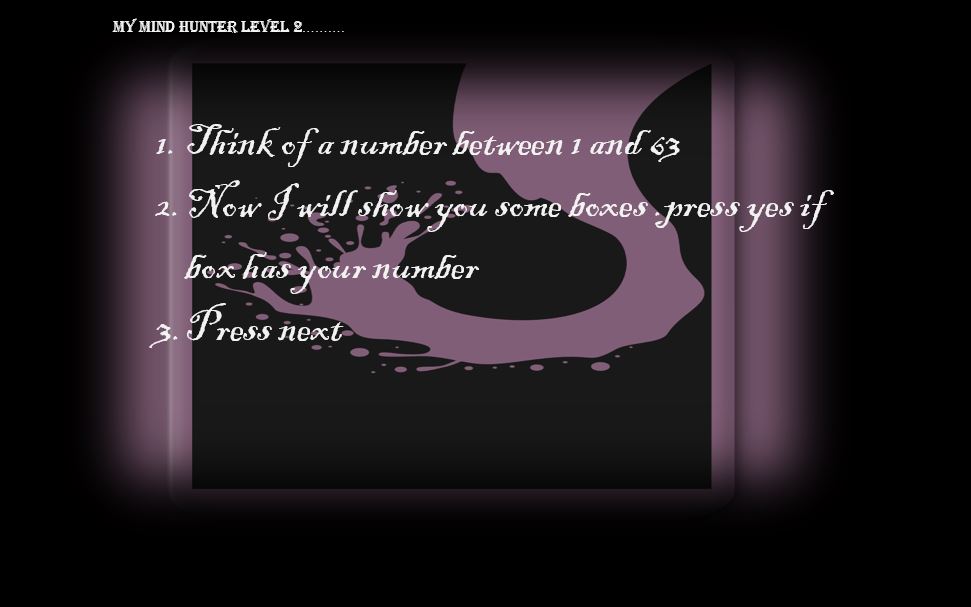 MY MIND HUNTER LEVEL 2..........
1. Think of a number between 1 and 63
2. Now I will show you some boxes .press yes if
box has your number
3. Press next